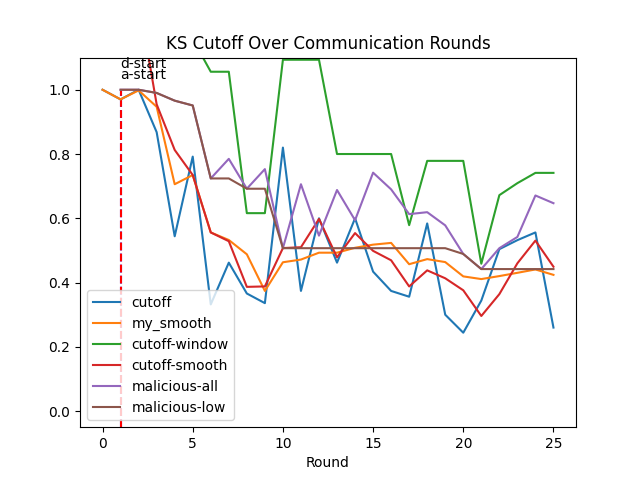 KS Cutoff Over Communication Rounds
d-start
a-start
1.0
0.8
0.6
0.4
0.2
0.0
cutoff
my_smooth
cutoff-window
cutoff-smooth
malicious-all
malicious-low
0 5 10 15 20 25
Round